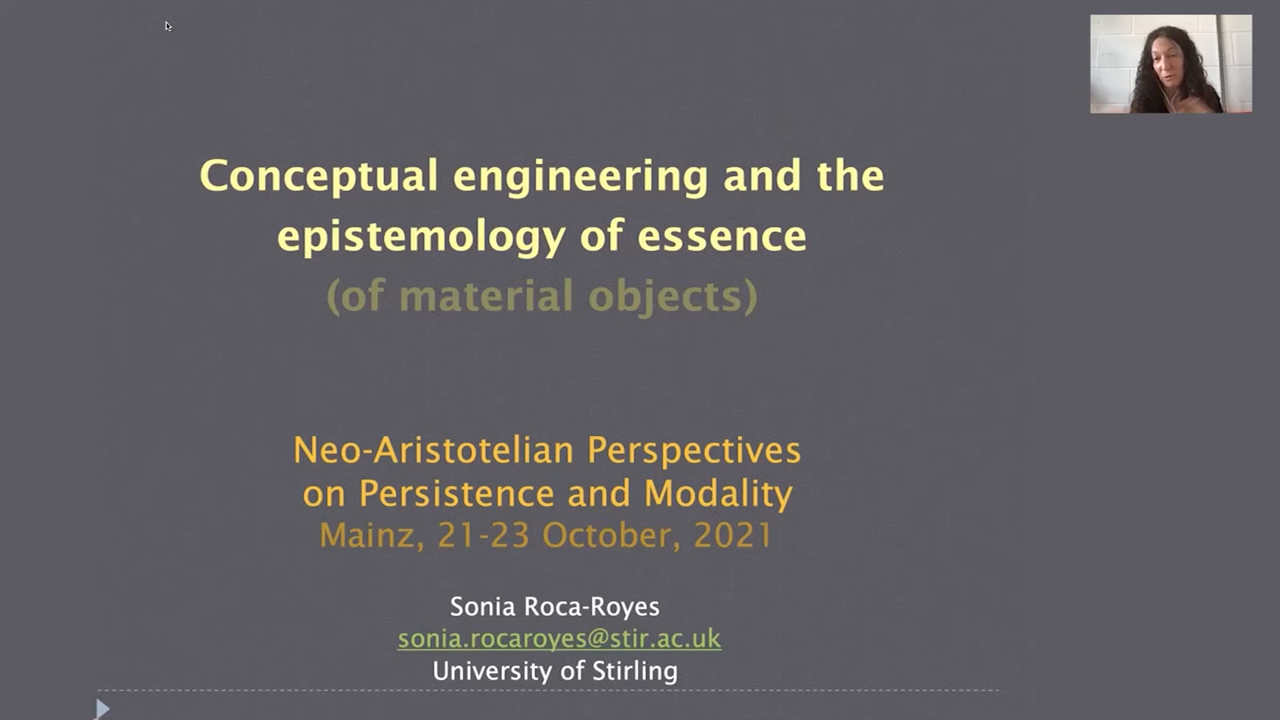 Conceptual engineering and the
epistemology of essence
(of material objects)
Neo-Aristotelian Perspectives
on Persistence and Modality
Mainz, 21-23 October, 2021
Sonia Roca-Royes
sonia.rocaroyes@stir.ac.uk
University of Stirling